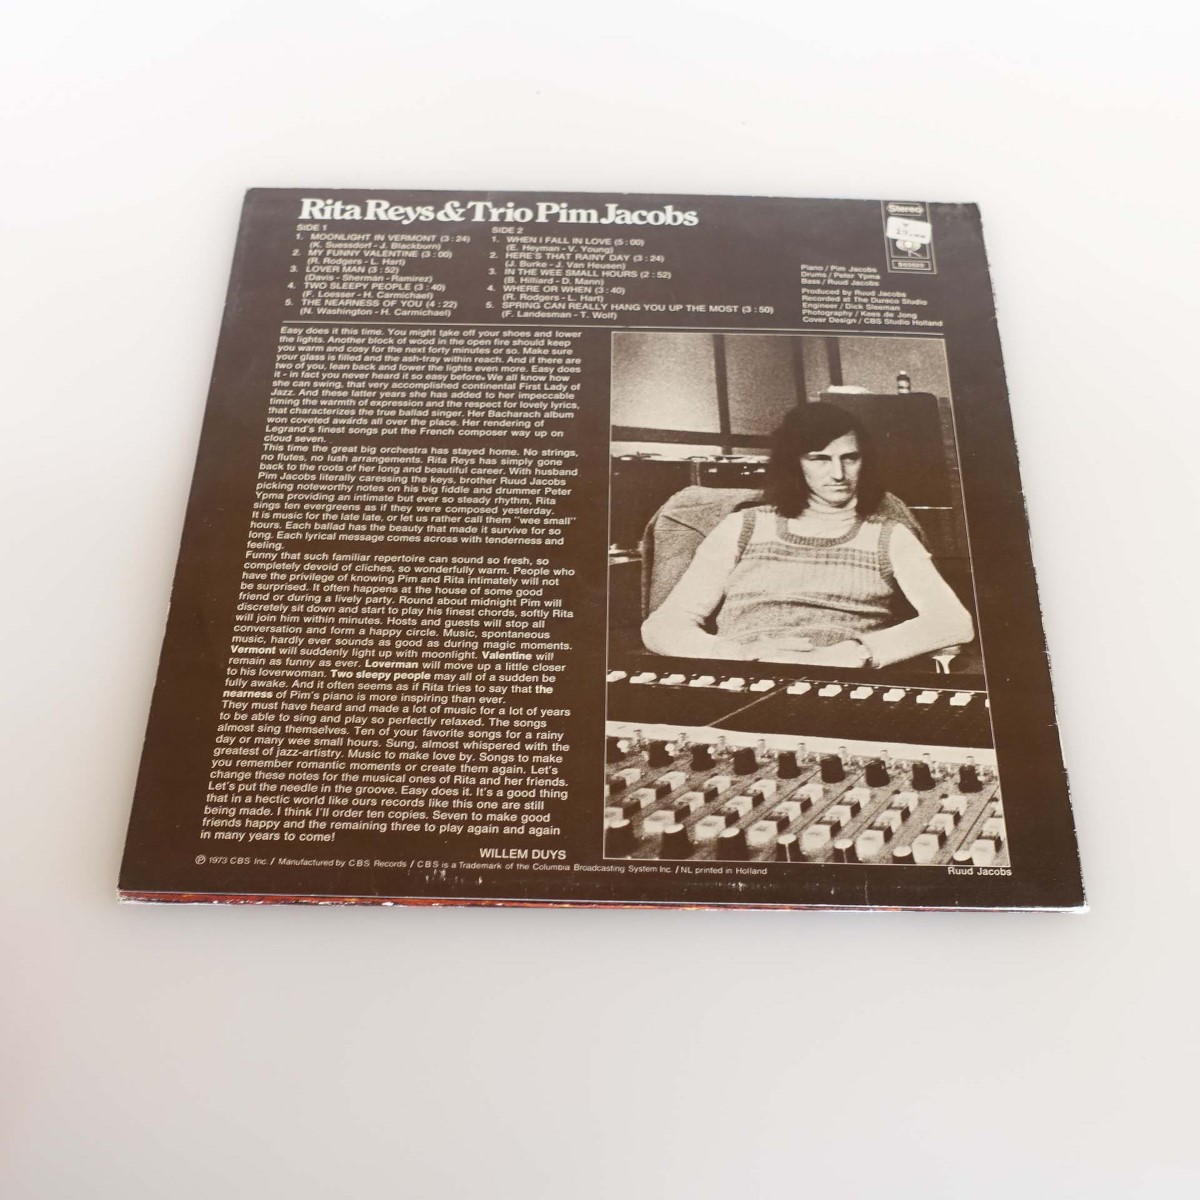 Rita Reys & Trio Pim Jacobs
SIDE 1
1. MOONLIGHT IN VERMONT (3 : 24)
(K. Suessdorf - J. Blackburn)
2. MY FUNNY VALENTINE (3 : 00)
(R. Rodgers - L. Hart)
3. LOVER MAN (3 : 52)
(Davis - Sherman - Ramirez)
4. TWO SLEEPY PEOPLE (3 : 40)
(F. Loesser - H. Carmichael)
5. THE NEARNESS OF YOU (4 : 22)
(N. Washington - H. Carmichael)
SIDE 2
1. WHEN I FALL IN LOVE (5 : 00)
(E. Heyman - V. Young)
2. HERE'S THAT RAINY DAY (3 : 24)
(J. Burke - J. Van Heusen)
3. IN THE WEE SMALL HOURS (2 : 52)
(B. Hilliard - D. Mann)
4. WHERE OR WHEN (3 : 40)
(R. Rodgers - L. Hart)
5. SPRING CAN REALLY HANG YOU UP THE MOST (3 : 50)
(F. Landesman - T. Wolf)
Stereo
Piano / Pim Jacobs
Drums / Peter Ypma
Bass / Ruud Jacobs
Produced by Ruud Jacobs
Recorded at The Dureco Studio
Engineer / Dick Sleeman
Photography / Kees de Jong
Cover Design / CBS Studio Holland
Easy does it this time. You might take off your shoes and lower
the lights. Another block of wood in the open fire should keep
you warm and cosy for the next forty minutes or so. Make sure
your glass is filled and the ash-tray within reach. And if there are
two of you, lean back and lower the lights even more. Easy does
it - in fact you never heard it so easy before. We all know how
she can swing, that very accomplished continental First Lady of
Jazz. And these latter years she has added to her impeccable
timing the warmth of expression and the respect for lovely lyrics,
that characterizes the true ballad singer. Her Bacharach album
won coveted awards all over the place. Her rendering of
Legrand's finest songs put the French composer way up on
cloud seven.
This time the great big orchestra has stayed home. No strings,
no flutes, no lush arrangements. Rita Reys has simply gone
back to the roots of her long and beautiful career. With husband
Pim Jacobs literally caressing the keys, brother Ruud Jacobs
picking noteworthy notes on his big fiddle and drummer Peter
Ypma providing an intimate but ever so steady rhythm, Rita
sings ten evergreens as if they were composed yesterday.
It is music for the late late, or let us rather call them "wee small"
hours. Each ballad has the beauty that made it survive for so
long. Each lyrical message comes across with tenderness and
feeling.
Funny that such familiar repertoire can sound so fresh, so
completely devoid of cliches, so wonderfully warm. People who
have the privilege of knowing Pim and Rita intimately will not
be surprised. It often happens at the house of some good
friend or during a lively party. Round about midnight Pim will
discretely sit down and start to play his finest chords, softly Rita
will join him within minutes. Hosts and guests will stop all
conversation and form a happy circle. Music, spontaneous
music, hardly ever sounds as good as during magic moments.
Vermont will suddenly light up with moonlight. Valentine will
remain as funny as ever. Loverman will move up a little closer
to his loverwoman. Two sleepy people may all of a sudden be
fully awake. And it often seems as if Rita tries to say that the
nearness of Pim's piano is more inspiring than ever.
They must have heard and made a lot of music for a lot of years
to be able to sing and play so perfectly relaxed. The songs
almost sing themselves. Ten of your favorite songs for a rainy
day or many wee small hours. Sung, almost whispered with the
greatest of jazz-artistry. Music to make love by. Songs to make
you remember romantic moments or create them again. Let's
change these notes for the musical ones of Rita and her friends.
Let's put the needle in the groove. Easy does it. It's a good thing
that in a hectic world like ours records like this one are still
being made. I think I'll order ten copies. Seven to make good
friends happy and the remaining three to play again and again
in many years to come!
WILLEM DUYS
℗ 1973 CBS Inc. / Manufactured by CBS Records / CBS is a Trademark of the Columbia Broadcasting System Inc. / NL printed in Holland
Ruud Jacobs